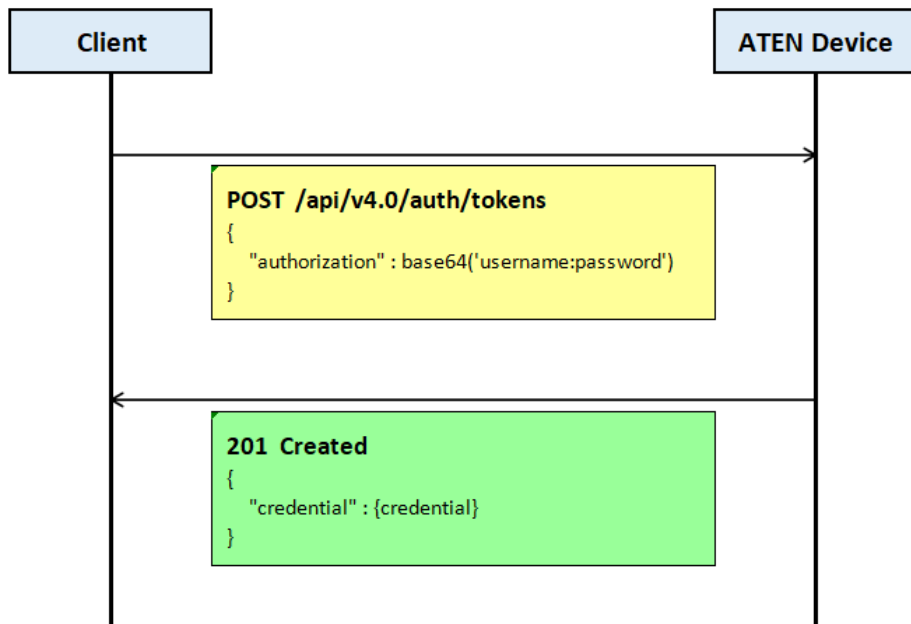 Client
ATEN Device
POST /api/v4.0/auth/tokens
{
"authorization" : base64('username:password')
}
201 Created
{
"credential" : {credential}
}